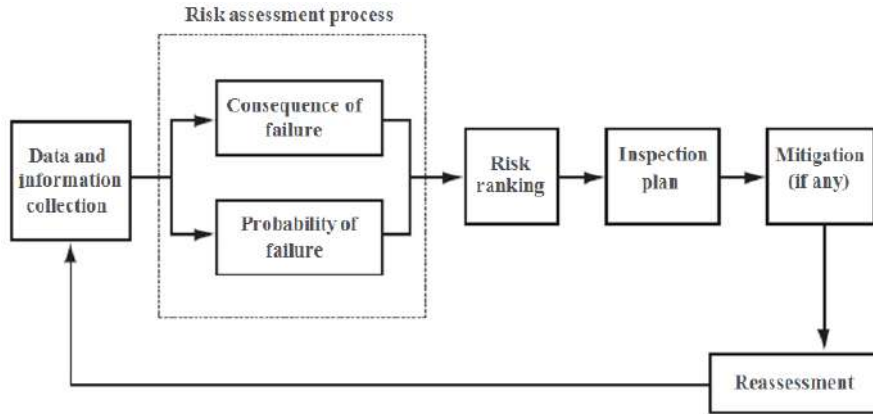 Risk assessment process
Consequence of
failure
Data and
information
collection
Probability of
failure
Risk
ranking
Inspection
plan
Mitigation
(if any)
Reassessment